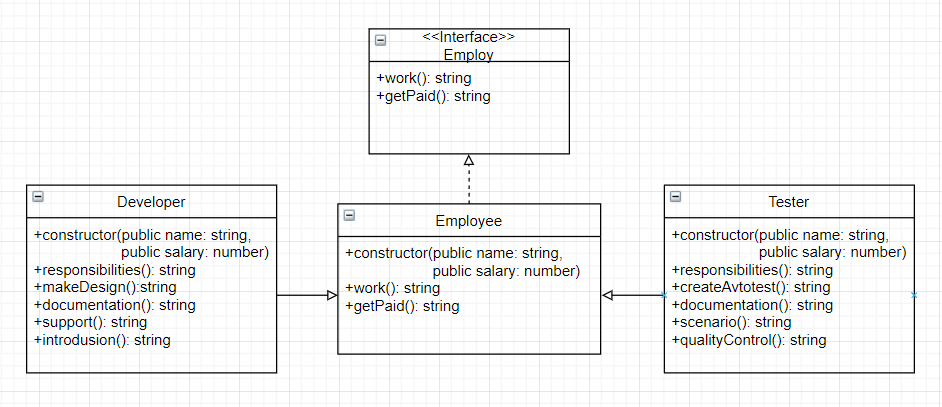 <<Interface>>
Employ
+work(): string
+getPaid(): string
Developer
+constructor(public name: string,
public salary: number)
+responsibilities(): string
+makeDesign():string
+documentation(): string
+support(): string
+introdusion(): string
Employee
+constructor(public name: string,
public salary: number)
+work(): string
+getPaid(): string
Tester
+constructor(public name: string,
public salary: number)
+responsibilities(): string
+createAvtotest(): string
+documentation(): string
+scenario(): string
+qualityControl(): string